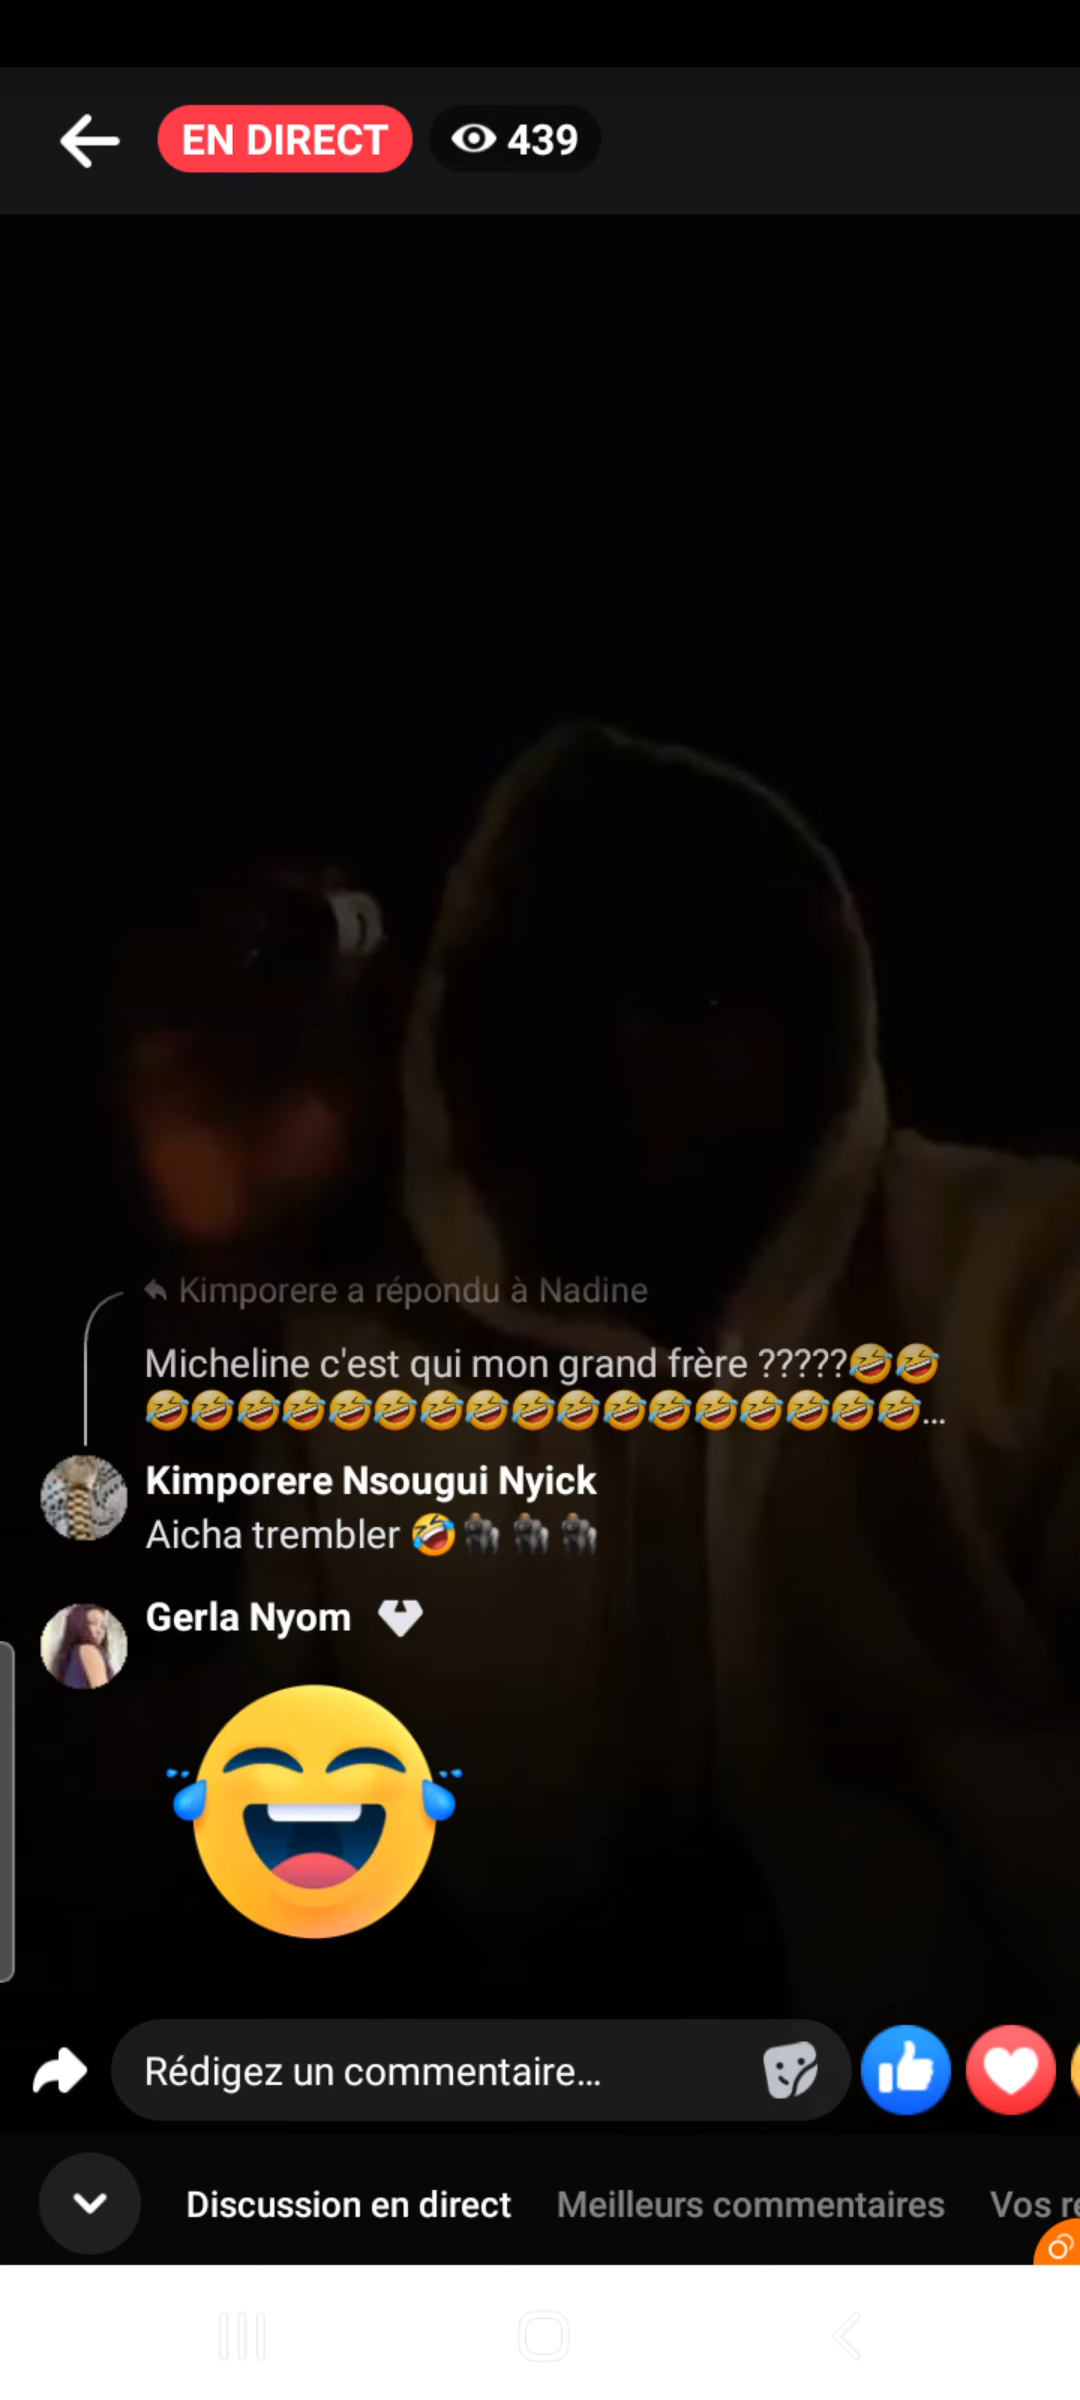 EN DIRECT
439
Kimporere a répondu à Nadine
Micheline c'est qui mon grand frère ?????🤣🤣
🤣🤣🤣🤣🤣🤣🤣🤣🤣🤣🤣🤣🤣🤣🤣🤣🤣...
Kimporere Nsougui Nyick
Aicha trembler 🤣🦍🦍🦍
Gerla Nyom
Rédigez un commentaire...
Discussion en direct Meilleurs commentaires Vos re